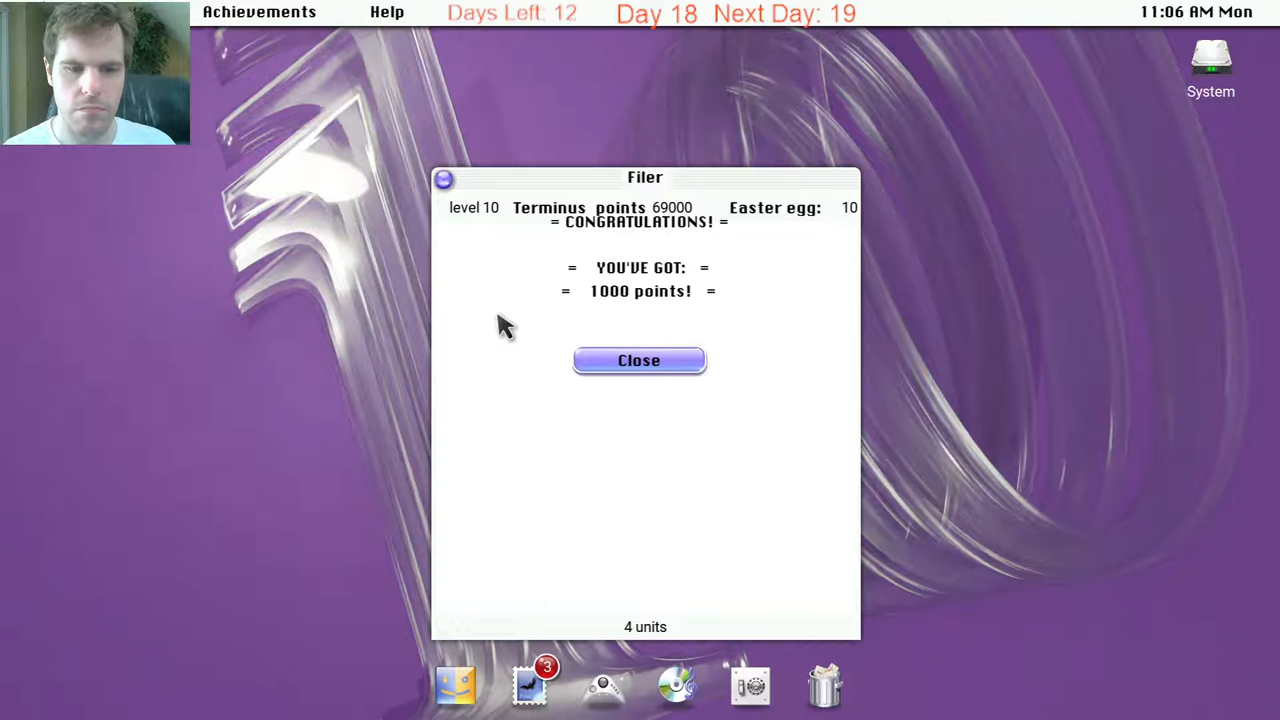 Achievements Help Days Left: 12 Day 18 Next Day: 19 11:06 AM Mon
System
Filer
level 10 Terminus points 69000 Easter egg: 10
= CONGRATULATIONS! =
= YOU'VE GOT: =
= 1000 points! =
Close
4 units
3